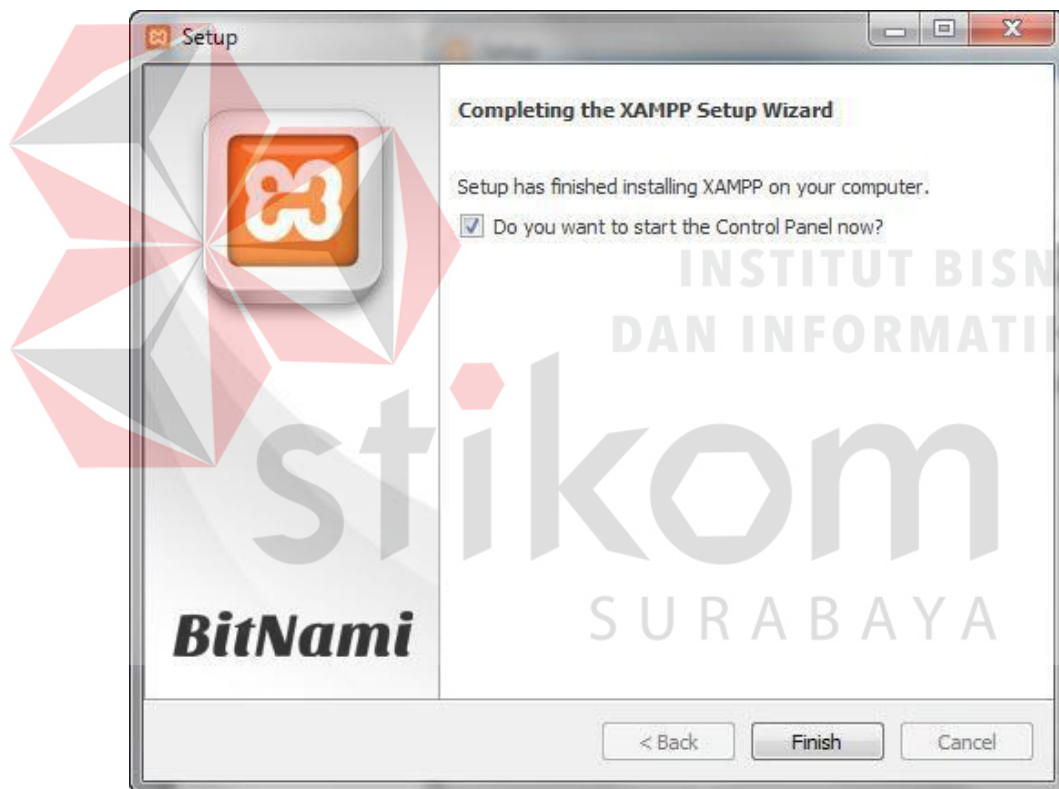 Setup
Completing the XAMPP Setup Wizard
Setup has finished installing XAMPP on your computer.
Do you want to start the Control Panel now?
INSTITUT BISN
DAN INFORMATIK
stikom
SURABAYA
BitNami
< Back
Finish
Cancel